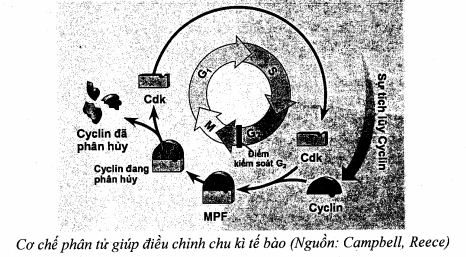 G₁
S
Cdk
Sự tích lũy Cyclin
Cyclin đã
phân hủy
M
G₂
Điểm
kiểm soát G₂
Cdk
Cyclin đang
phân hủy
MPF
Cyclin
Cơ chế phân tử giúp điều chỉnh chu kì tế bào (Nguồn: Campbell, Reece)